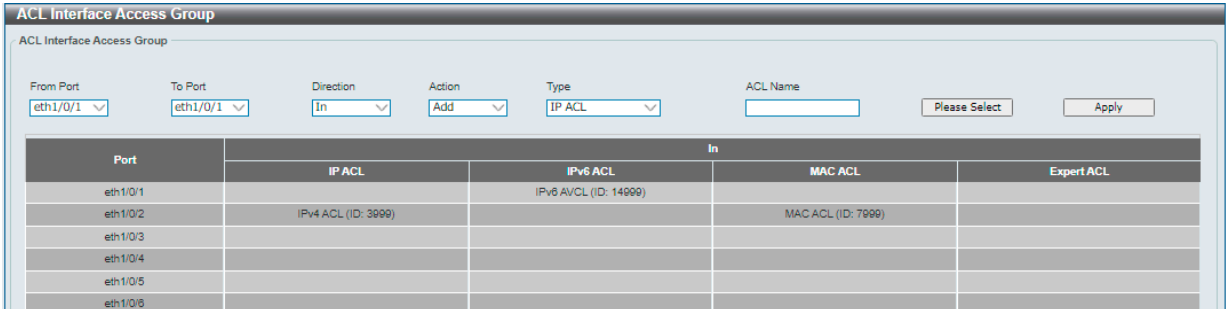 ACL Interface Access Group
ACL Interface Access Group
From Port To Port Direction Action Type ACL Name
eth1/0/1 eth1/0/1 In Add IP ACL Please Select Apply
Port In
IP ACL IPv6 ACL MAC ACL Expert ACL
eth1/0/1 IPv6 AVCL (ID: 14999)
eth1/0/2 IPv4 ACL (ID: 3999) MAC ACL (ID: 7999)
eth1/0/3
eth1/0/4
eth1/0/5
eth1/0/6